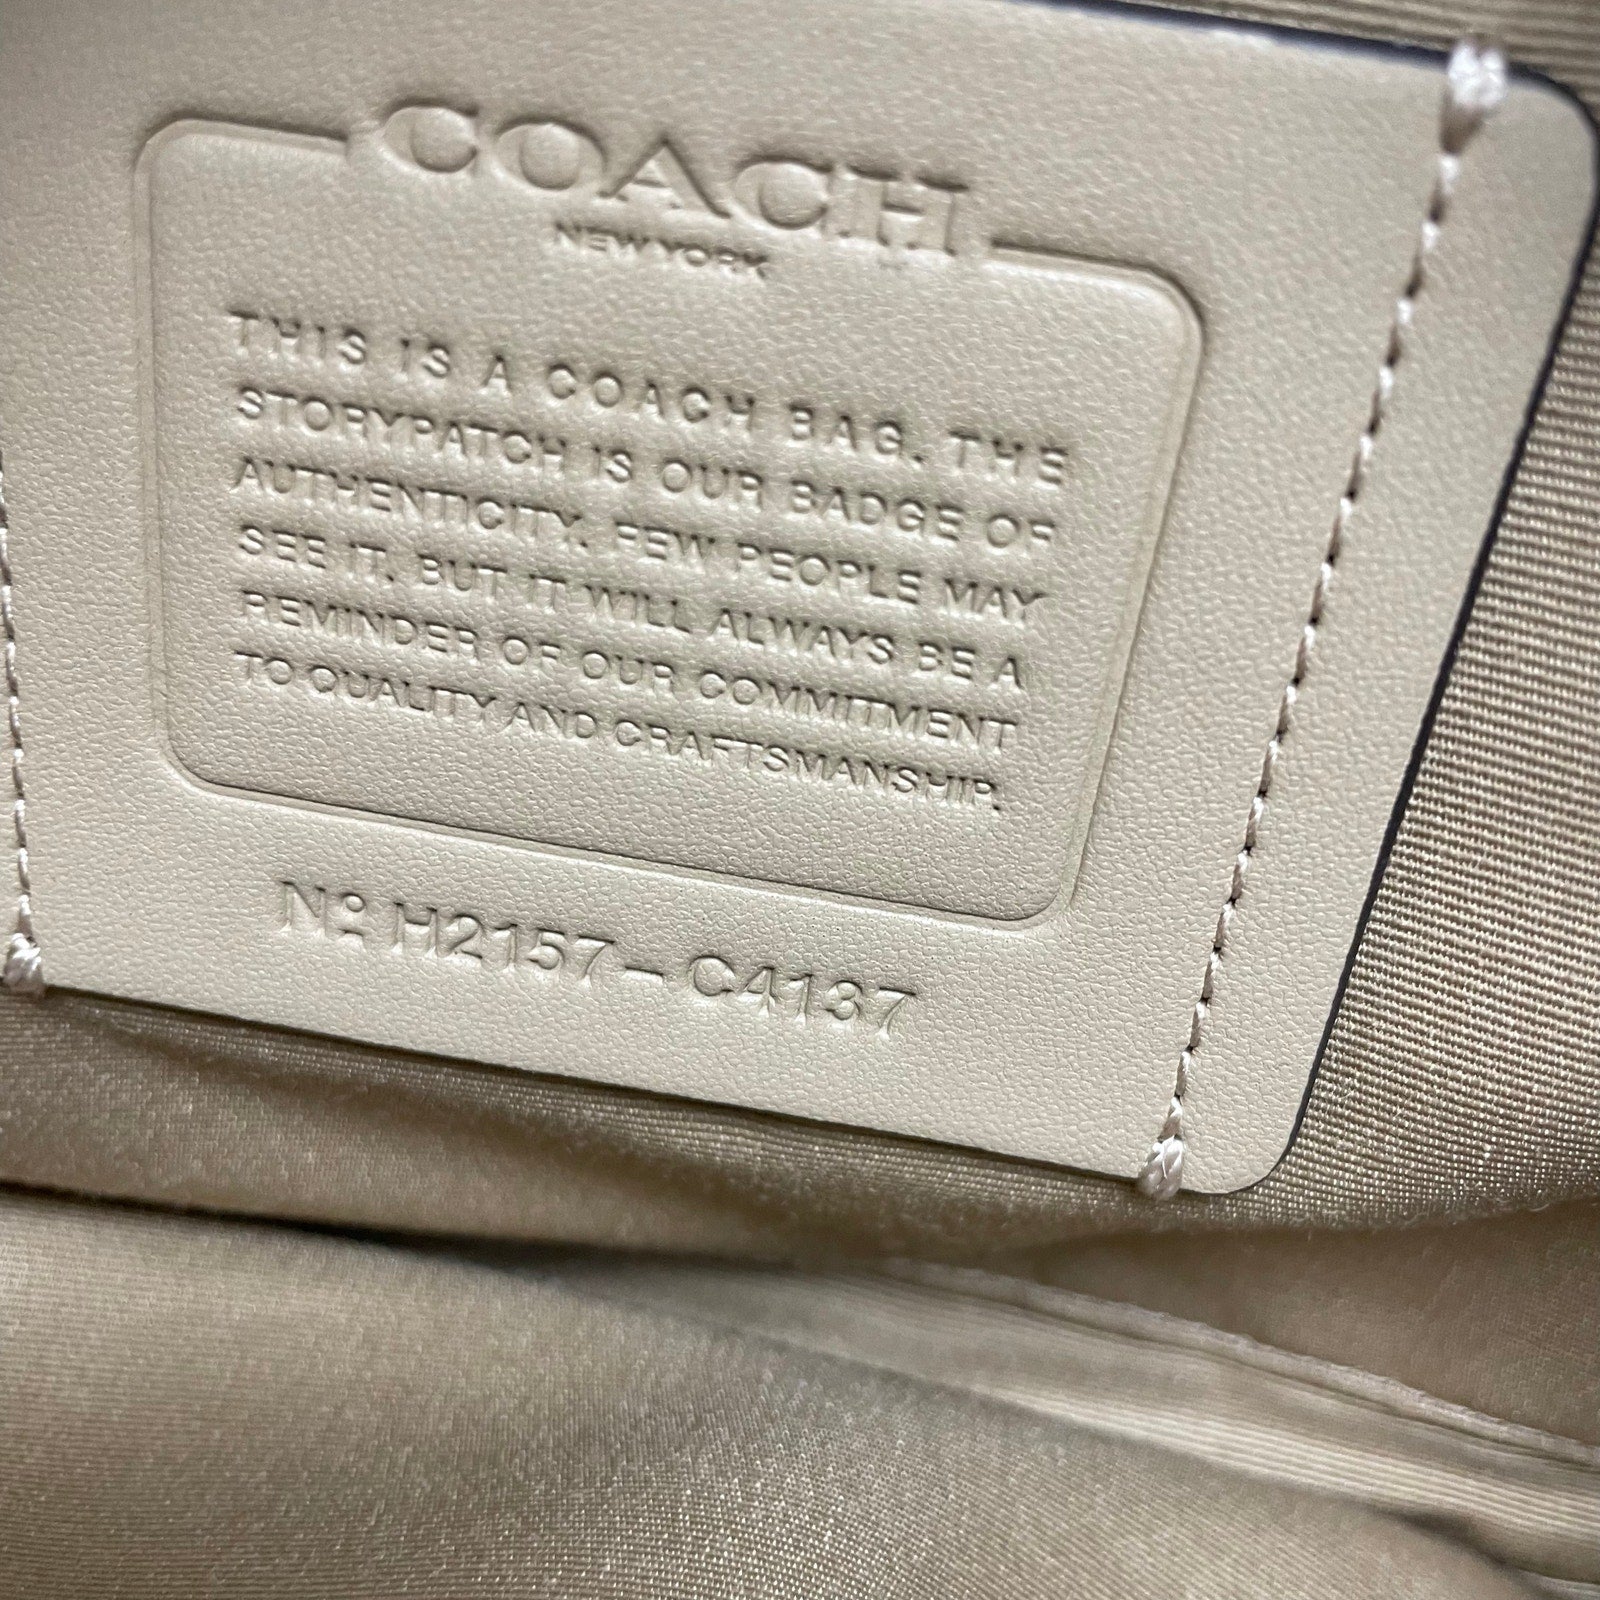 COACH
NEW YORK
THIS IS A COACH BAG. THE
STORYPATCH IS OUR BADGE OF
AUTHENTICITY. FEW PEOPLE MAY
SEE IT. BUT IT WILL ALWAYS BE A
REMINDER OF OUR COMMITMENT
TO QUALITY AND CRAFTSMANSHIP.
Nº H2157-C4137